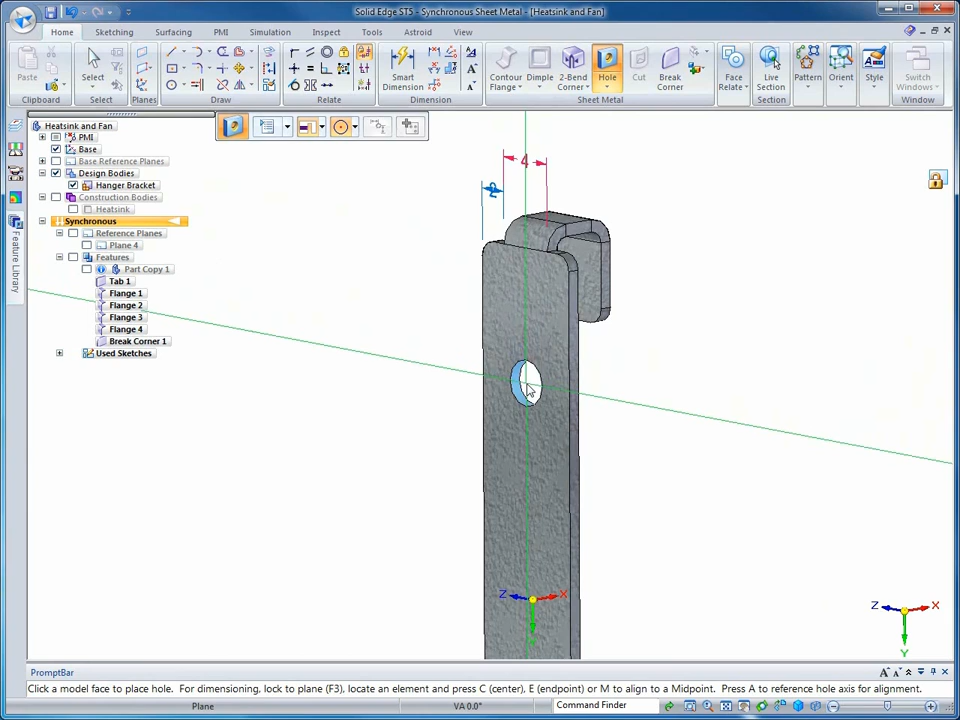 Solid Edge ST5 - Synchronous Sheet Metal - [Heatsink and Fan]
Home Sketching Surfacing PMI Simulation Inspect Tools Astroid View
Paste
Select
Smart
Dimension
Contour
Flange
Dimple
2-Bend
Corner
Hole
Cut
Break
Corner
Face
Relate
Live
Section
Pattern
Orient
Style
Switch
Windows
Clipboard Select Planes Draw Relate Dimension Sheet Metal Section Window
Feature Library
Heatsink and Fan
PMI
Base
Base Reference Planes
Design Bodies
Hanger Bracket
Construction Bodies
Heatsink
Synchronous
Reference Planes
Plane 4
Features
Part Copy 1
Tab 1
Flange 1
Flange 2
Flange 3
Flange 4
Break Corner 1
Used Sketches
4
2
Z X
Z X
Y
PromptBar
Click a model face to place hole. For dimensioning, lock to plane (F3), locate an element and press C (center), E (endpoint) or M to align to a Midpoint. Press A to reference hole axis for alignment.
Plane VA 0.0° Command Finder